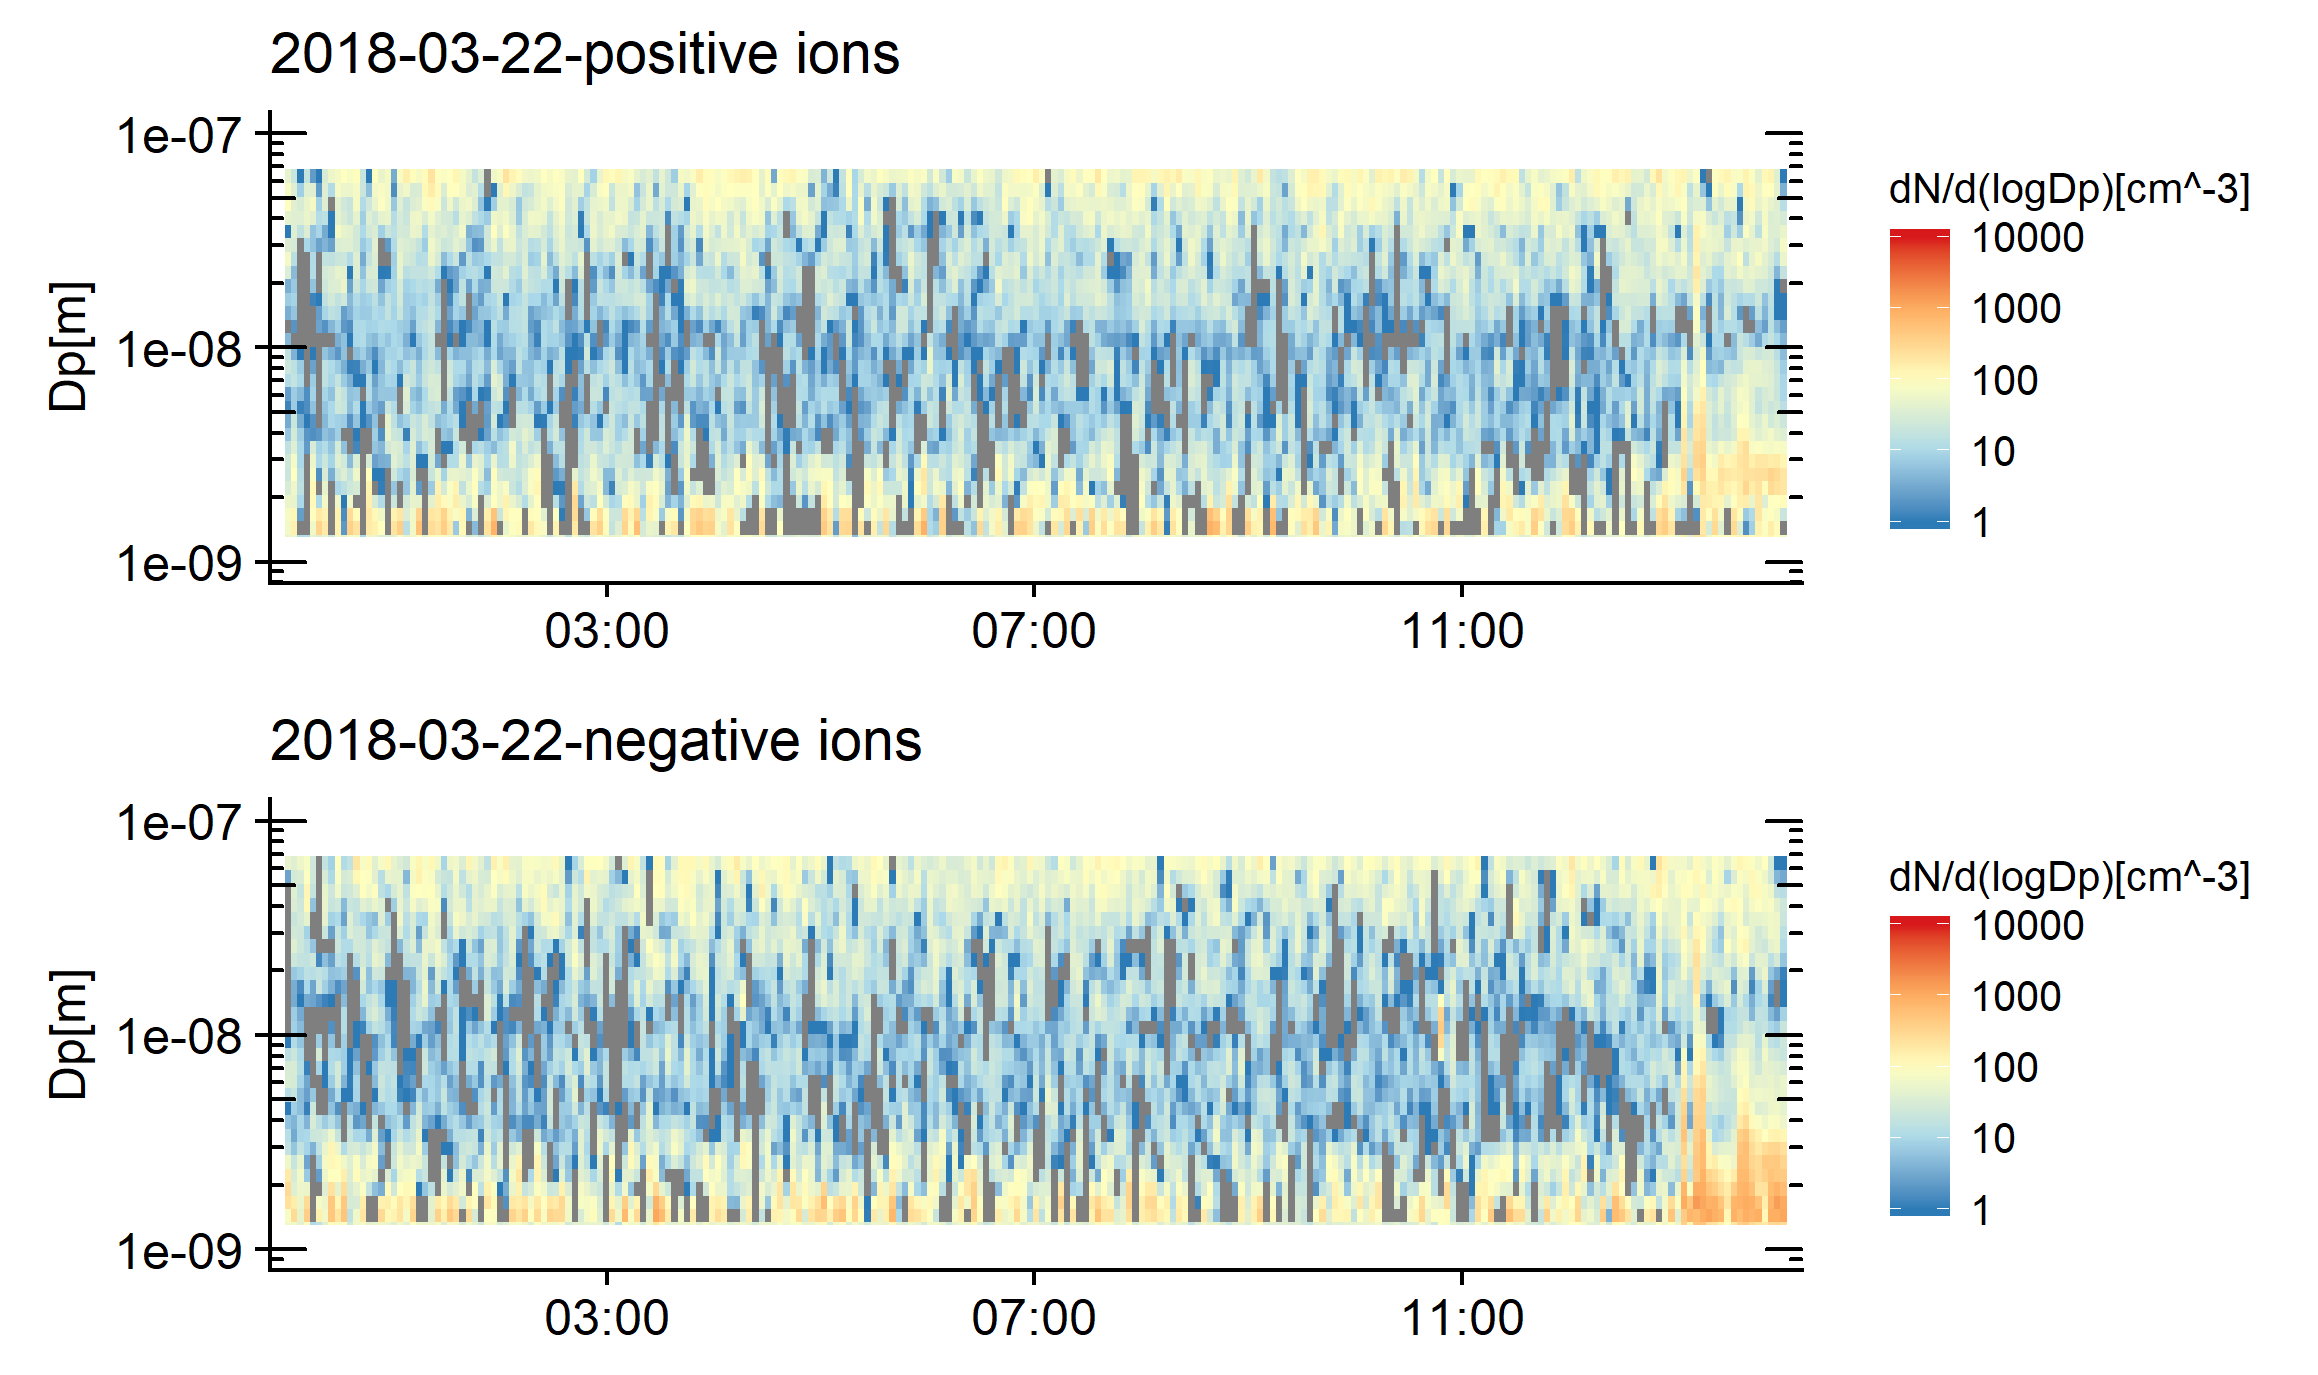 2018-03-22-positive ions
1e-07
1e-08
1e-09
Dp[m]
03:00
07:00
11:00
dN/d(logDp)[cm^-3]
10000
1000
100
10
1
2018-03-22-negative ions
1e-07
1e-08
1e-09
Dp[m]
03:00
07:00
11:00
dN/d(logDp)[cm^-3]
10000
1000
100
10
1